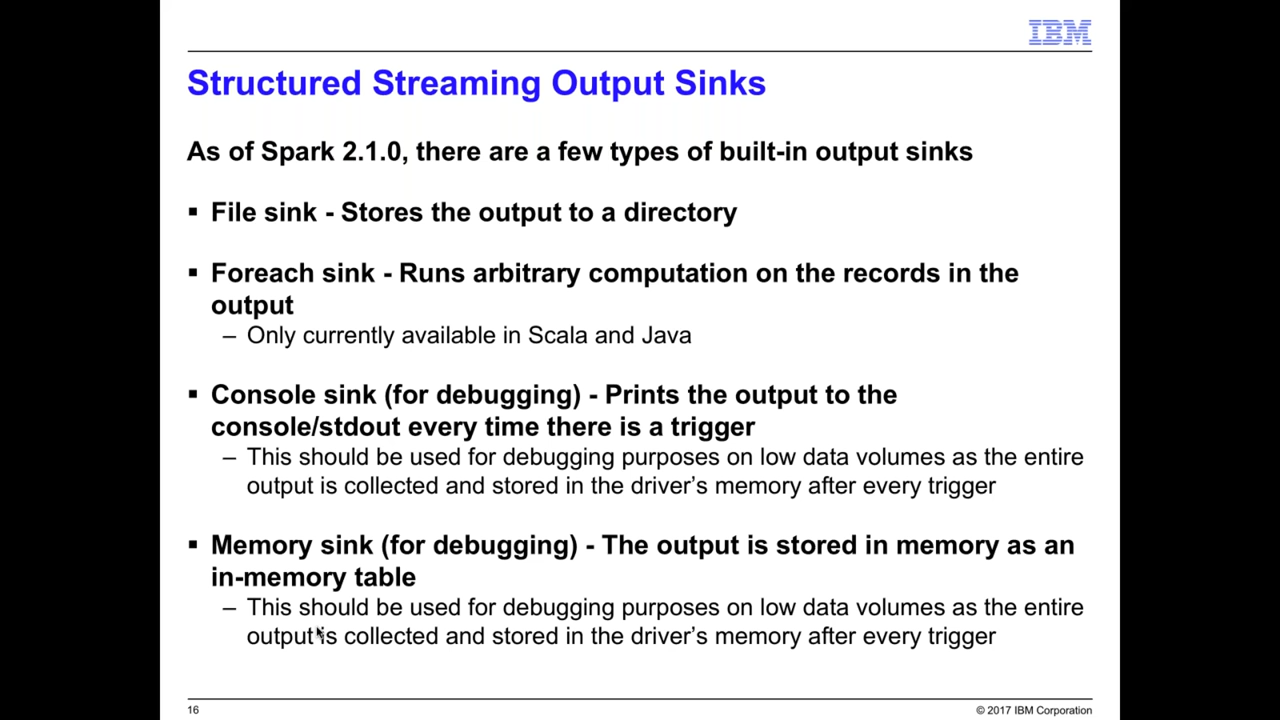 IBM
Structured Streaming Output Sinks
As of Spark 2.1.0, there are a few types of built-in output sinks
▪ File sink - Stores the output to a directory
▪ Foreach sink - Runs arbitrary computation on the records in the
output
– Only currently available in Scala and Java
▪ Console sink (for debugging) - Prints the output to the
console/stdout every time there is a trigger
– This should be used for debugging purposes on low data volumes as the entire
output is collected and stored in the driver’s memory after every trigger
▪ Memory sink (for debugging) - The output is stored in memory as an
in-memory table
– This should be used for debugging purposes on low data volumes as the entire
output is collected and stored in the driver’s memory after every trigger
16
© 2017 IBM Corporation